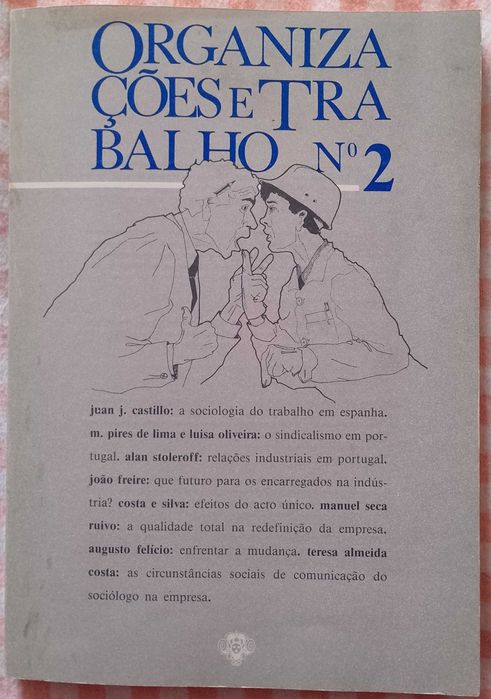 ORGANIZA
ÇÕES E TRA
BALHO Nº 2
juan j. castillo: a sociologia do trabalho em espanha.
m. pires de lima e luisa oliveira: o sindicalismo em por-
tugal. alan stoleroff: relações industriais em portugal.
joão freire: que futuro para os encarregados na indús-
tria? costa e silva: efeitos do acto único. manuel seca
ruivo: a qualidade total na redefinição da empresa.
augusto felício: enfrentar a mudança. teresa almeida
costa: as circunstâncias sociais de comunicação do
sociólogo na empresa.